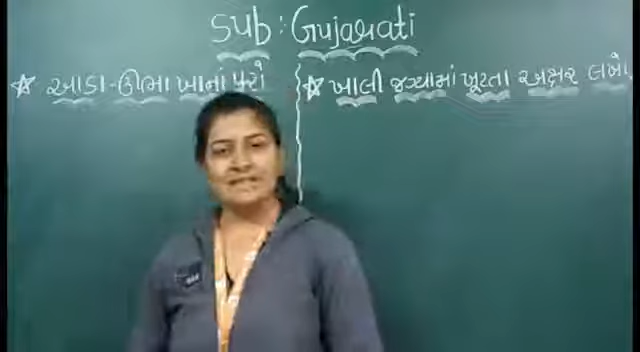 Sub : Gujarati
☆ આડા-ઊભા ખાનાં પૂરો
☆ ખાલી જગ્યામાં ખૂટતા અક્ષર લખો